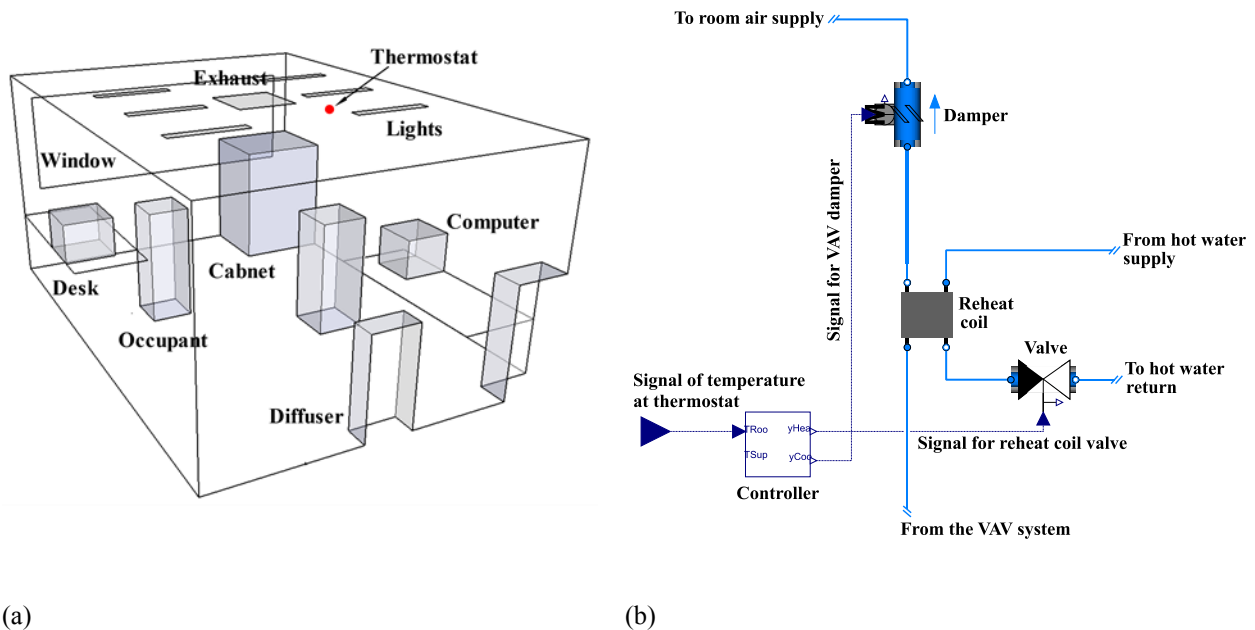 Thermostat
Exhaust
Lights
Window
Computer
Cabnet
Desk
Occupant
Diffuser
(a)
To room air supply
Damper
Signal for VAV damper
From hot water
supply
Reheat
coil
Valve
To hot water
return
Signal of temperature
at thermostat
TRoo
yHea
TSup
yCoo
Signal for reheat coil valve
Controller
From the VAV system
(b)